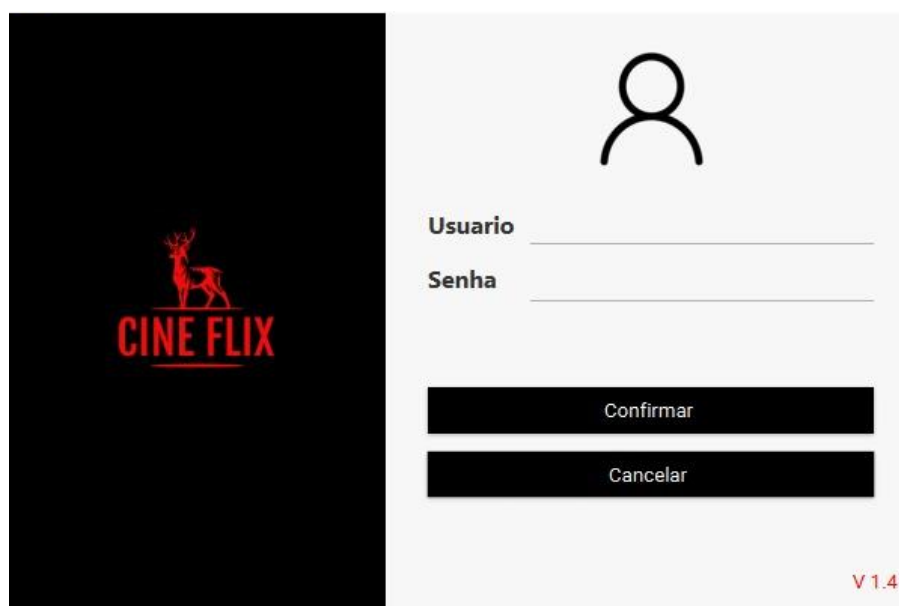 CINE FLIX
Usuario
Senha
Confirmar
Cancelar
V 1.4